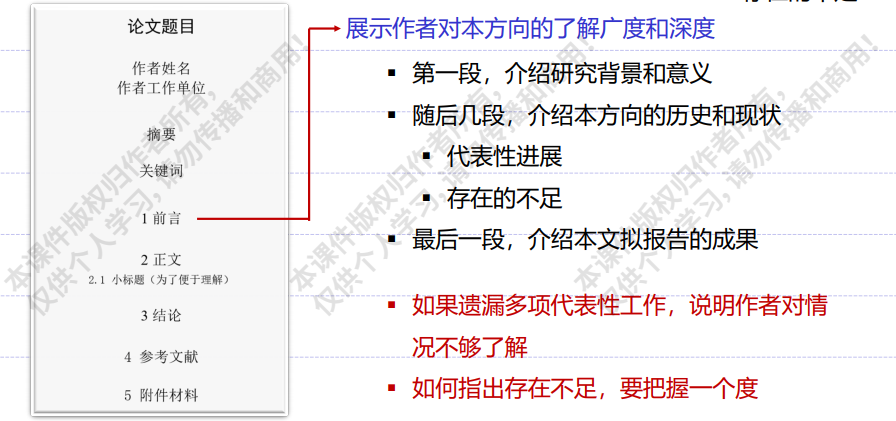 论文题目
作者姓名
作者工作单位
摘要
关键词
1 前言
2 正文
2.1 小标题（为了便于理解）
3 结论
4 参考文献
5 附件材料
展示作者对本方向的了解广度和深度
▪ 第一段，介绍研究背景和意义
▪ 随后几段，介绍本方向的历史和现状
▪ 代表性进展
▪ 存在的不足
▪ 最后一段，介绍本文拟报告的成果
▪ 如果遗漏多项代表性工作，说明作者对情
况不够了解
▪ 如何指出存在不足，要把握一个度
本课件版权归作者所有，
仅供个人学习，请勿传播和商用！
本课件版权归作者所有，
仅供个人学习，请勿传播和商用！
本课件版权归作者所有，
仅供个人学习，请勿传播和商用！